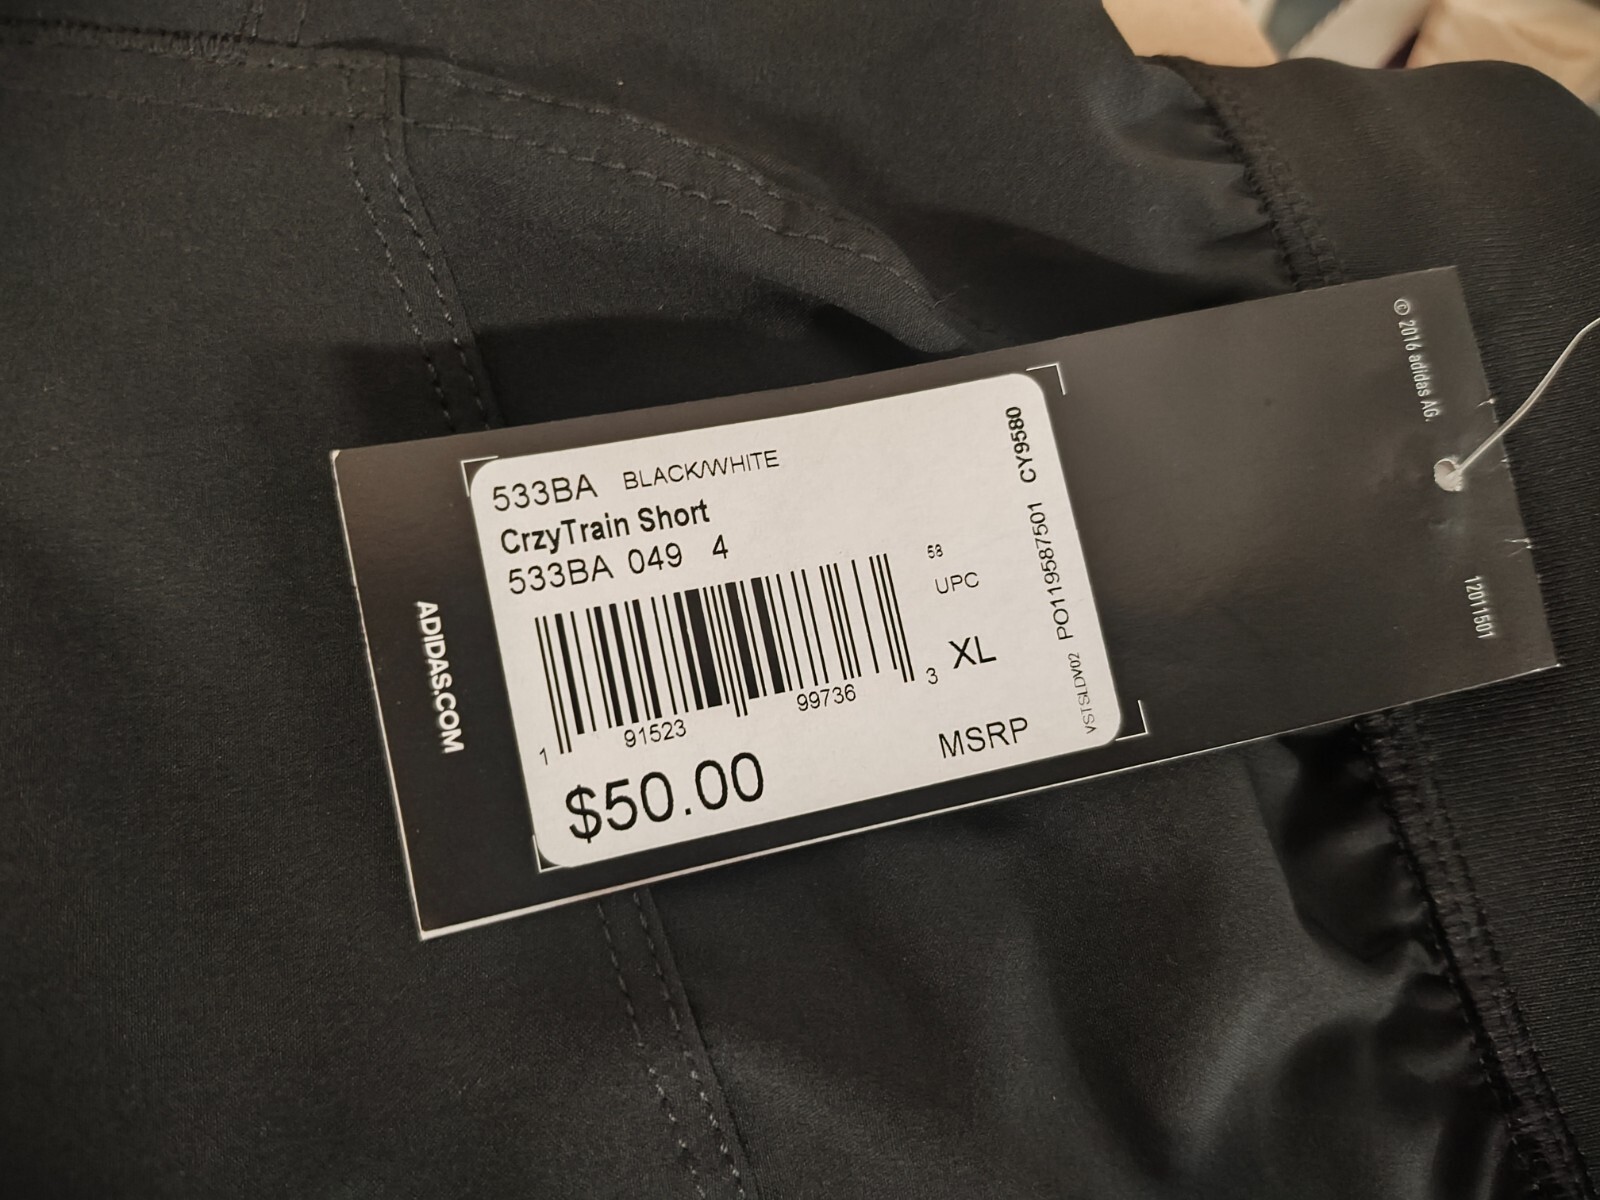 533BA BLACK/WHITE
CrzyTrain Short
533BA 049 4
58
UPC
XL
1 91523 99736 3
$50.00
MSRP
VSTSLDV02 PO119587501 CY9580
ADIDAS.COM
© 2016 adidas AG.
12011501